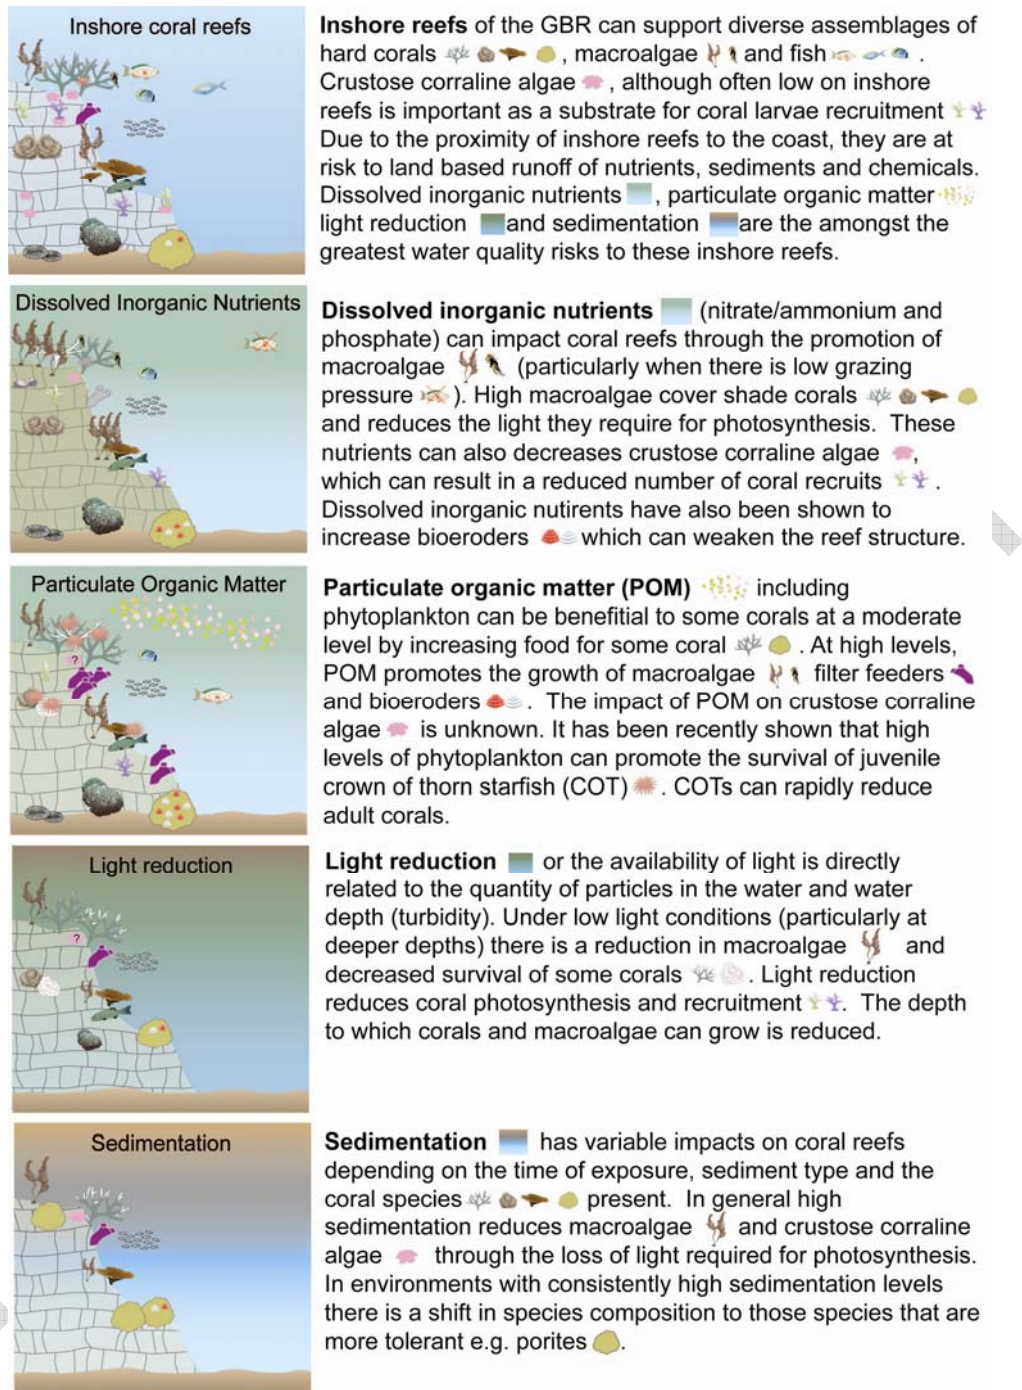 Inshore coral reefs
Inshore reefs of the GBR can support diverse assemblages of
hard corals , macroalgae and fish .
Crustose corraline algae , although often low on inshore
reefs is important as a substrate for coral larvae recruitment
Due to the proximity of inshore reefs to the coast, they are at
risk to land based runoff of nutrients, sediments and chemicals.
Dissolved inorganic nutrients , particulate organic matter
light reduction and sedimentation are the amongst the
greatest water quality risks to these inshore reefs.
Dissolved Inorganic Nutrients
Dissolved inorganic nutrients (nitrate/ammonium and
phosphate) can impact coral reefs through the promotion of
macroalgae (particularly when there is low grazing
pressure ). High macroalgae cover shade corals
and reduces the light they require for photosynthesis. These
nutrients can also decreases crustose corraline algae ,
which can result in a reduced number of coral recruits .
Dissolved inorganic nutirents have also been shown to
increase bioeroders which can weaken the reef structure.
Particulate Organic Matter
?
Particulate organic matter (POM) including
phytoplankton can be benefitial to some corals at a moderate
level by increasing food for some coral . At high levels,
POM promotes the growth of macroalgae filter feeders
and bioeroders . The impact of POM on crustose corraline
algae is unknown. It has been recently shown that high
levels of phytoplankton can promote the survival of juvenile
crown of thorn starfish (COT) . COTs can rapidly reduce
adult corals.
Light reduction
?
Light reduction or the availability of light is directly
related to the quantity of particles in the water and water
depth (turbidity). Under low light conditions (particularly at
deeper depths) there is a reduction in macroalgae and
decreased survival of some corals . Light reduction
reduces coral photosynthesis and recruitment . The depth
to which corals and macroalgae can grow is reduced.
Sedimentation
Sedimentation has variable impacts on coral reefs
depending on the time of exposure, sediment type and the
coral species present. In general high
sedimentation reduces macroalgae and crustose corraline
algae through the loss of light required for photosynthesis.
In environments with consistently high sedimentation levels
there is a shift in species composition to those species that are
more tolerant e.g. porites .